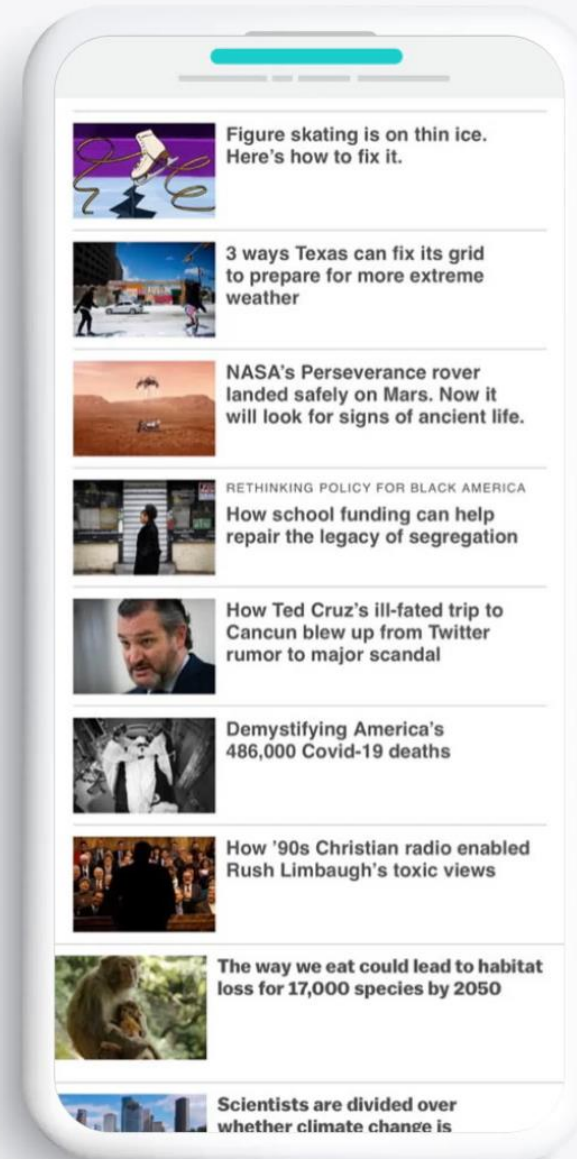 Figure skating is on thin ice.
Here’s how to fix it.
3 ways Texas can fix its grid
to prepare for more extreme
weather
NASA’s Perseverance rover
landed safely on Mars. Now it
will look for signs of ancient life.
RETHINKING POLICY FOR BLACK AMERICA
How school funding can help
repair the legacy of segregation
How Ted Cruz’s ill-fated trip to
Cancun blew up from Twitter
rumor to major scandal
Demystifying America’s
486,000 Covid-19 deaths
How ’90s Christian radio enabled
Rush Limbaugh’s toxic views
The way we eat could lead to habitat
loss for 17,000 species by 2050
Scientists are divided over
whether climate change is